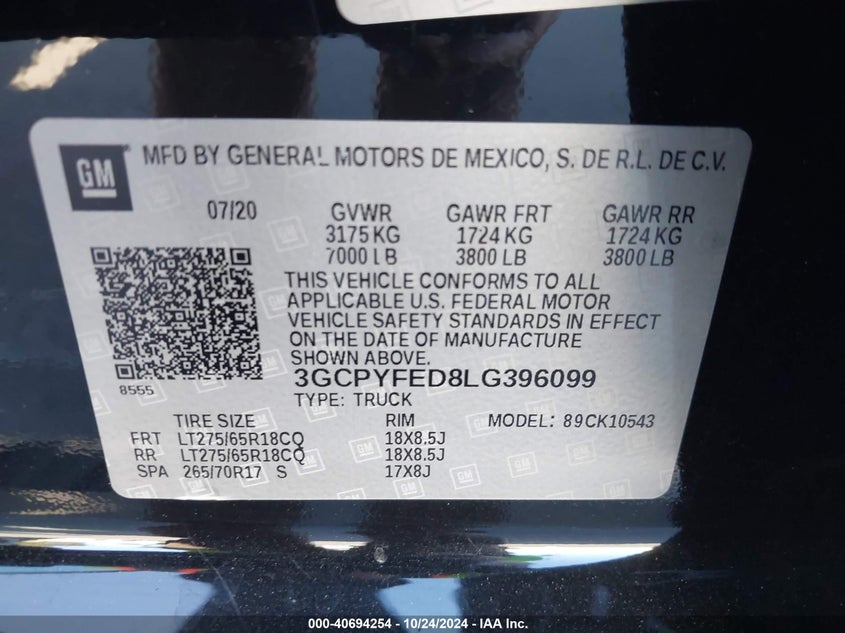 GM MFD BY GENERAL MOTORS DE MEXICO, S. DE R.L. DE C.V.
07/20 GVWR GAWR FRT GAWR RR
3175 KG 1724 KG 1724 KG
7000 LB 3800 LB 3800 LB
THIS VEHICLE CONFORMS TO ALL
APPLICABLE U.S. FEDERAL MOTOR
VEHICLE SAFETY STANDARDS IN EFFECT
ON THE DATE OF MANUFACTURE
SHOWN ABOVE.
3GCPYFED8LG396099
8555
TYPE: TRUCK
TIRE SIZE RIM MODEL: 89CK10543
FRT LT275/65R18CQ 18X8.5J
RR LT275/65R18CQ 18X8.5J
SPA 265/70R17 S 17X8J
000-40694254 - 10/24/2024 - IAA, Inc.